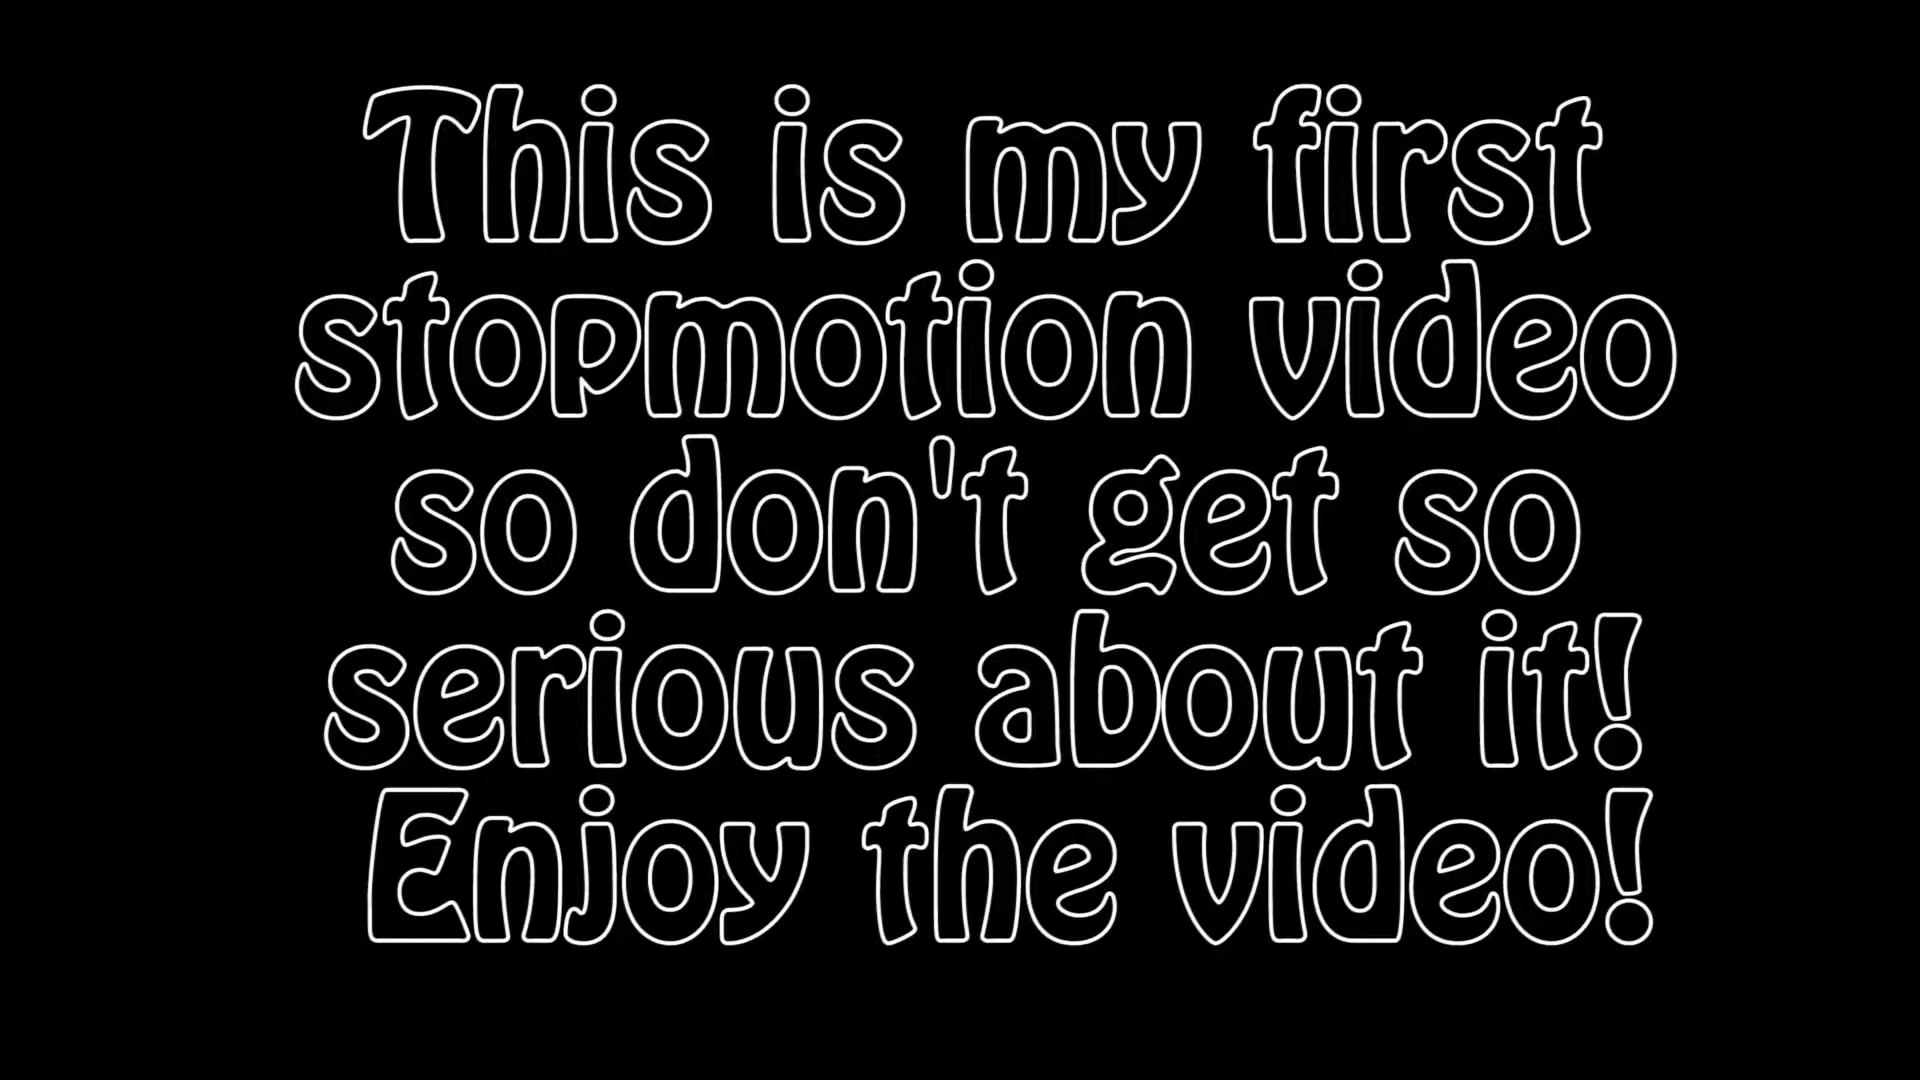 This is my first
stopmotion video
so don't get so
serious about it!
Enjoy the video!